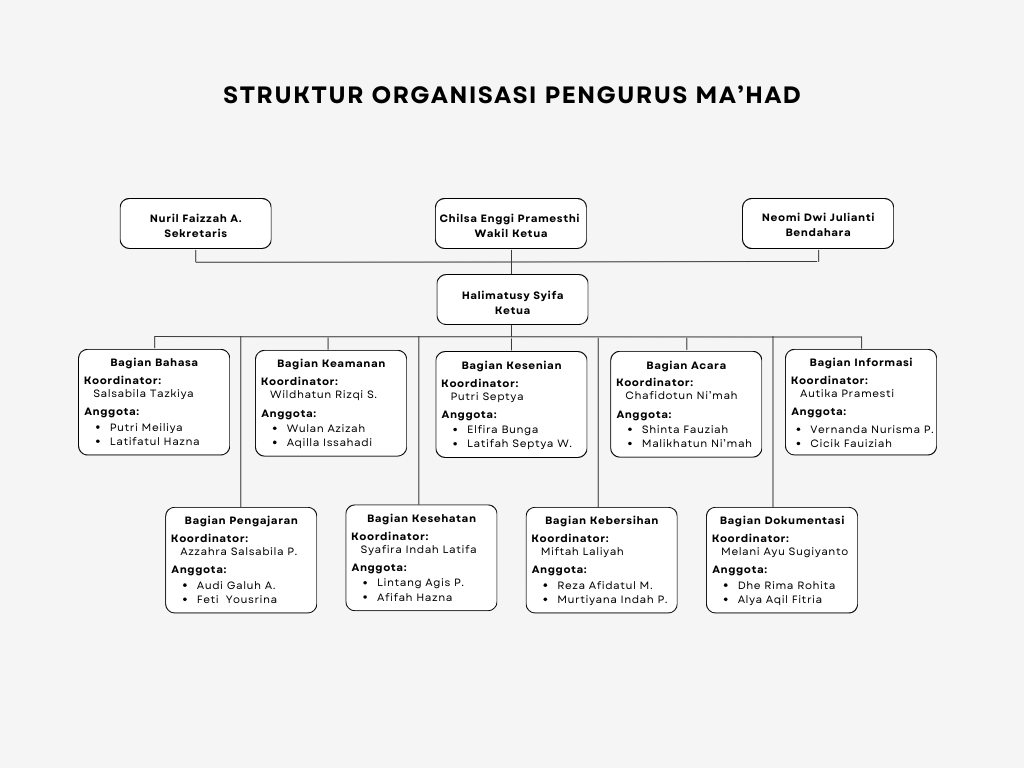 STRUKTUR ORGANISASI PENGURUS MA’HAD
Nuril Faizzah A.
Sekretaris
Chilsa Enggi Pramesthi
Wakil Ketua
Neomi Dwi Julianti
Bendahara
Halimatusy Syifa
Ketua
Bagian Bahasa
Koordinator:
Salsabila Tazkiya
Anggota:
• Putri Meiliya
• Latifatul Hazna
Bagian Keamanan
Koordinator:
Wildhatun Rizqi S.
Anggota:
• Wulan Azizah
• Aqilla Issahadi
Bagian Kesenian
Koordinator:
Putri Septya
Anggota:
• Elfira Bunga
• Latifah Septya W.
Bagian Acara
Koordinator:
Chafidotun Ni’mah
Anggota:
• Shinta Fauziah
• Malikhatun Ni’mah
Bagian Informasi
Koordinator:
Autika Pramesti
Anggota:
• Vernanda Nurisma P.
• Cicik Fauiziah
Bagian Pengajaran
Koordinator:
Azzahra Salsabila P.
Anggota:
• Audi Galuh A.
• Feti Yousrina
Bagian Kesehatan
Koordinator:
Syafira Indah Latifa
Anggota:
• Lintang Agis P.
• Afifah Hazna
Bagian Kebersihan
Koordinator:
Miftah Laliyah
Anggota:
• Reza Afidatul M.
• Murtiyana Indah P.
Bagian Dokumentasi
Koordinator:
Melani Ayu Sugiyanto
Anggota:
• Dhe Rima Rohita
• Alya Aqil Fitria